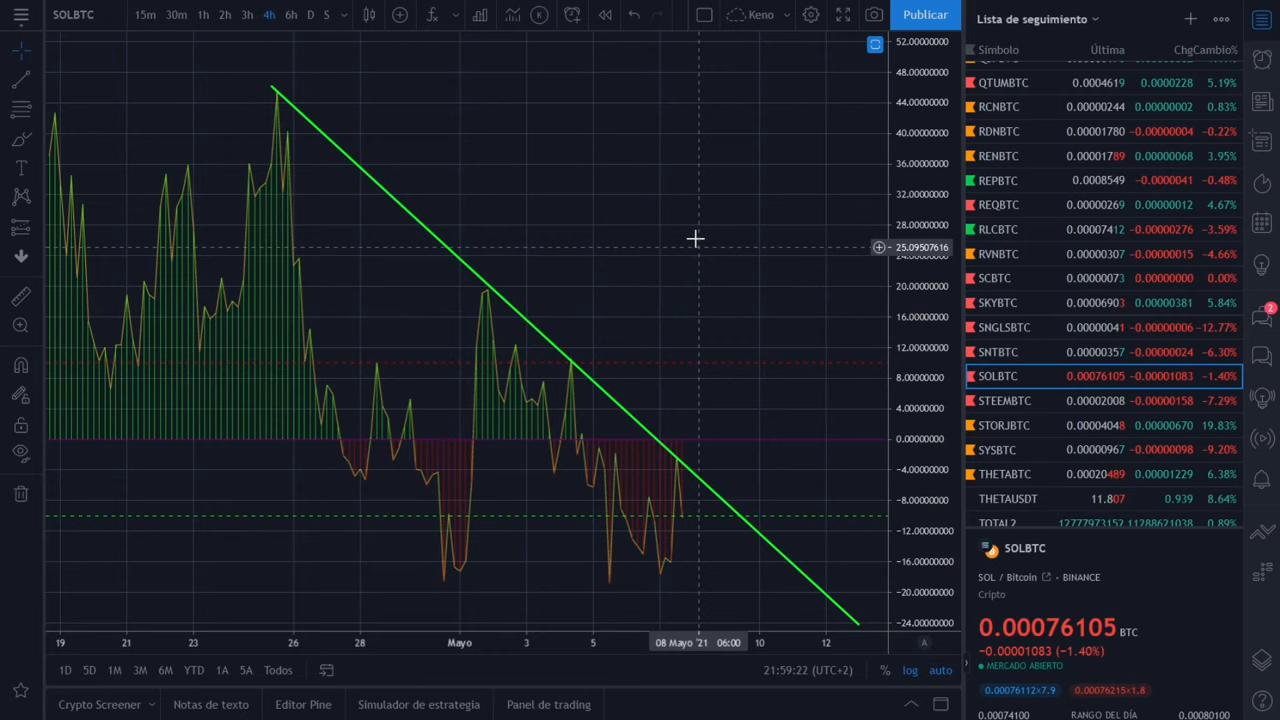 SOLBTC 15m 30m 1h 2h 3h 4h 6h D S Keno Publicar
Lista de seguimiento
Símbolo Última Chg Cambio%
QTUMBTC 0.0004619 0.0000228 5.19%
RCNBTC 0.00000244 0.00000002 0.83%
RDNBTC 0.00001780 −0.00000004 −0.22%
RENBTC 0.00001789 0.00000068 3.95%
REPBTC 0.0008549 −0.0000041 −0.48%
REQBTC 0.00000269 0.00000012 4.67%
RLCBTC 0.00007412 −0.00000276 −3.59%
RVNBTC 0.00000307 −0.00000015 −4.66%
SCBTC 0.00000073 0.00000000 0.00%
SKYBTC 0.00006903 0.00000381 5.84%
SNGLSBTC 0.00000041 −0.00000006 −12.77%
SNTBTC 0.00000357 −0.00000024 −6.30%
SOLBTC 0.00076105 −0.00001083 −1.40%
STEEMBTC 0.00002008 −0.00000158 −7.29%
STORJBTC 0.00004048 0.00000670 19.83%
SYSBTC 0.00000967 −0.00000098 −9.20%
THETABTC 0.00020489 0.00001229 6.38%
THETAUSDT 11.807 0.939 8.64%
TOTAL2 12777973152 11288621038 0.89%
SOLBTC
SOL / Bitcoin • BINANCE
Cripto
0.00076105 BTC
−0.00001083 (−1.40%)
MERCADO ABIERTO
0.00076112×7.9 0.00076215×1.8
0.00074100 RANGO DEL DÍA 0.00080100
52.00000000
48.00000000
44.00000000
40.00000000
36.00000000
32.00000000
28.00000000
25.09507616
24.00000000
20.00000000
16.00000000
12.00000000
8.00000000
4.00000000
0.00000000
−4.00000000
−8.00000000
−12.00000000
−16.00000000
−20.00000000
−24.00000000
19 21 23 26 28 Mayo 3 5 08 Mayo '21 06:00 10 12 A
1D 5D 1M 3M 6M YTD 1A 5A Todos 21:59:22 (UTC+2) % log auto
Crypto Screener Notas de texto Editor Pine Simulador de estrategia Panel de trading
2